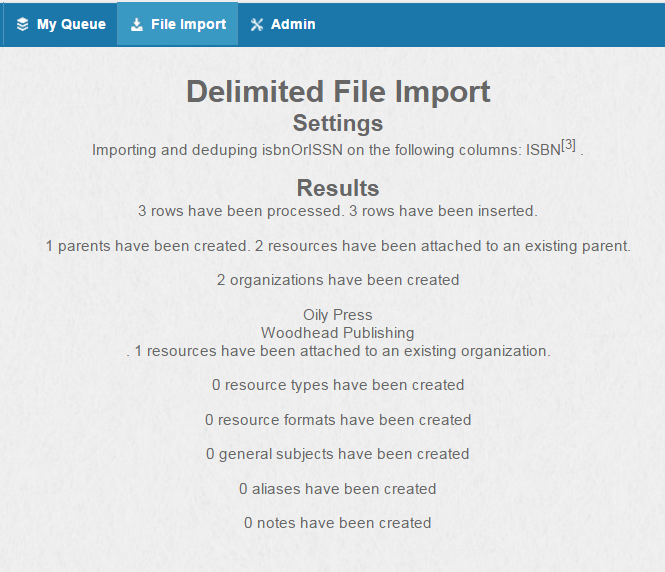 My Queue File Import Admin
Delimited File Import
Settings
Importing and deduping isbnOrISSN on the following columns: ISBN[3] .
Results
3 rows have been processed. 3 rows have been inserted.
1 parents have been created. 2 resources have been attached to an existing parent.
2 organizations have been created
Oily Press
Woodhead Publishing
. 1 resources have been attached to an existing organization.
0 resource types have been created
0 resource formats have been created
0 general subjects have been created
0 aliases have been created
0 notes have been created